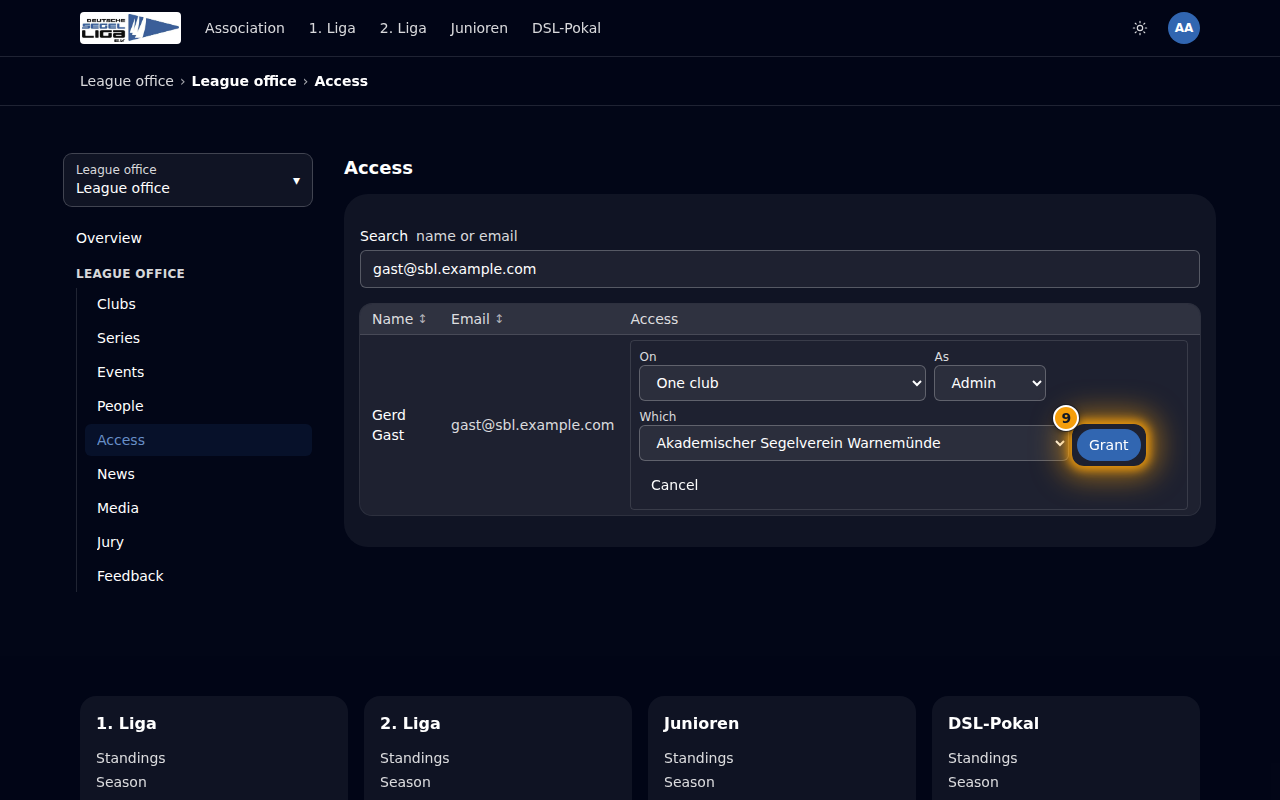 DEUTSCHE
SEGEL
LIGA
e.V.
Association
1. Liga
2. Liga
Junioren
DSL-Pokal
AA
League office › League office › Access
League office
League office
Overview
LEAGUE OFFICE
Clubs
Series
Events
People
Access
News
Media
Jury
Feedback
Access
Search name or email
gast@sbl.example.com
Name ↕ Email ↕ Access
Gerd
Gast
gast@sbl.example.com
On
One club
As
Admin
Which
Akademischer Segelverein Warnemünde
9
Grant
Cancel
1. Liga
Standings
Season
2. Liga
Standings
Season
Junioren
Standings
Season
DSL-Pokal
Standings
Season